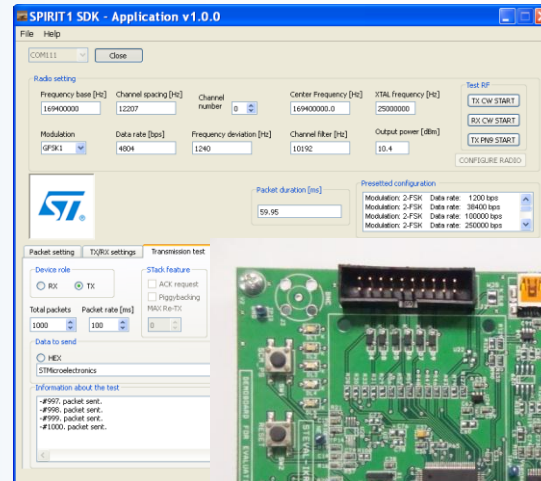 SPIRIT1 SDK - Application v1.0.0
File Help
COM111 Close
Radio setting
Frequency base [Hz] Channel spacing [Hz] Channel number Center Frequency [Hz] XTAL frequency [Hz]
169400000 12207 0 169400000.0 25000000
Modulation Data rate [bps] Frequency deviation [Hz] Channel filter [Hz] Output power [dBm]
GFSK1 4804 1240 10192 10.4
Test RF
TX CW START
RX CW START
TX PN9 START
CONFIGURE RADIO
Packet duration [ms]
59.95
Presetted configuration
Modulation: 2-FSK Data rate: 1200 bps
Modulation: 2-FSK Data rate: 38400 bps
Modulation: 2-FSK Data rate: 100000 bps
Modulation: 2-FSK Data rate: 250000 bps
Packet setting TX/RX settings Transmission test
Device role
RX TX
STack feature
ACK request
Piggybacking
MAX Re-TX
0
Total packets Packet rate [ms]
1000 100
Data to send
HEX
STMicroelectronics
Information about the test
-#997. packet sent.
-#998. packet sent.
-#999. packet sent.
-#1000. packet sent.
RESET